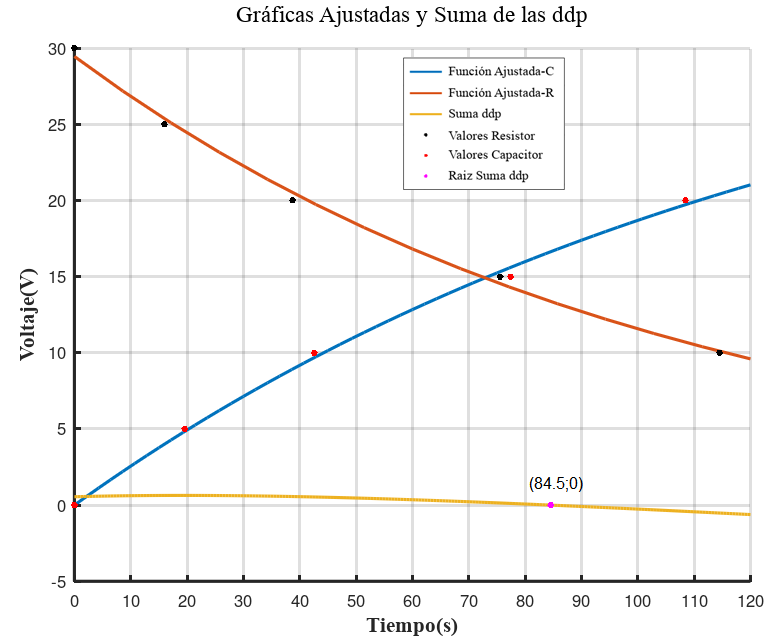 Gráficas Ajustadas y Suma de las ddp
Función Ajustada-C
Función Ajustada-R
Suma ddp
Valores Resistor
Valores Capacitor
Raiz Suma ddp
Voltaje(V)
30
25
20
15
10
5
0
-5
(84.5;0)
0 10 20 30 40 50 60 70 80 90 100 110 120
Tiempo(s)